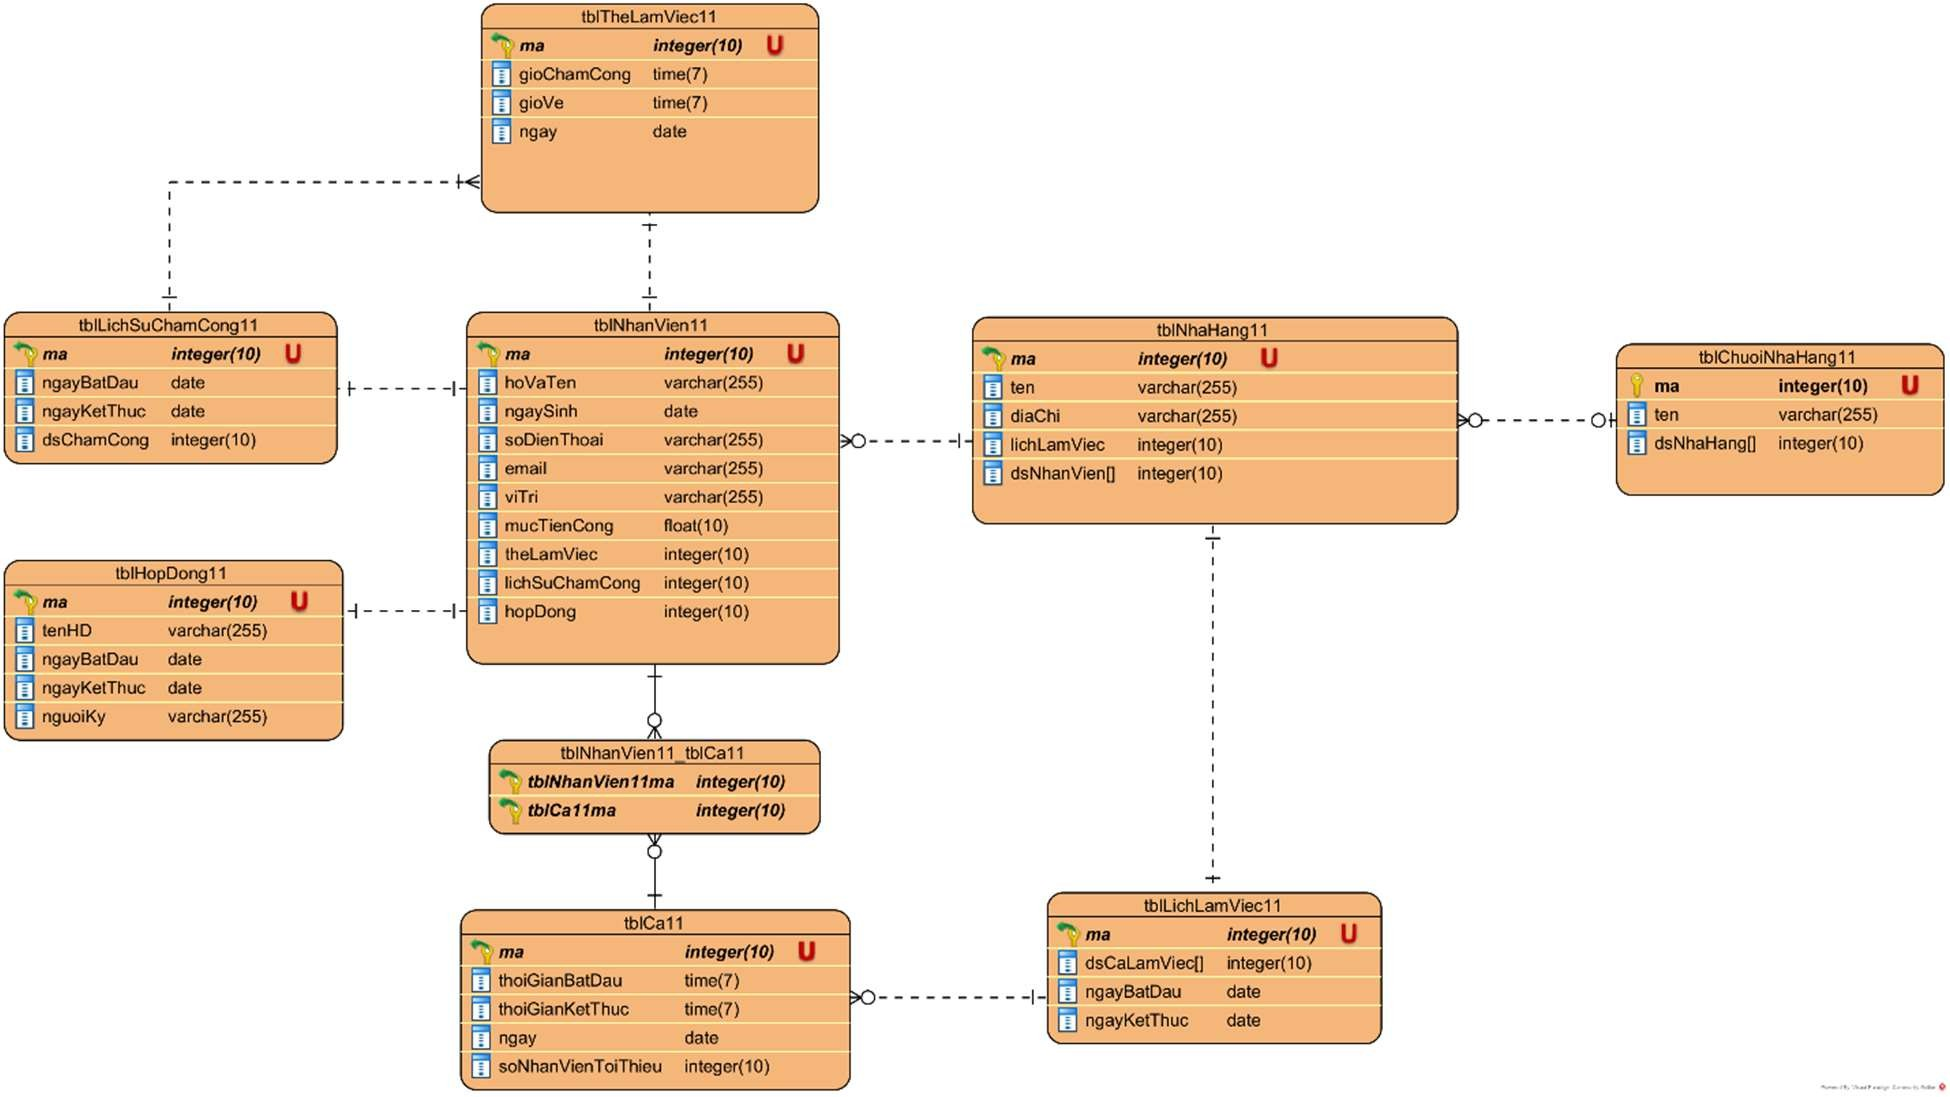 tblTheLamViec11
ma integer(10) U
gioChamCong time(7)
gioVe time(7)
ngay date
tblLichSuChamCong11
ma integer(10) U
ngayBatDau date
ngayKetThuc date
dsChamCong integer(10)
tblNhanVien11
ma integer(10) U
hoVaTen varchar(255)
ngaySinh date
soDienThoai varchar(255)
email varchar(255)
viTri varchar(255)
mucTienCong float(10)
theLamViec integer(10)
lichSuChamCong integer(10)
hopDong integer(10)
tblNhaHang11
ma integer(10) U
ten varchar(255)
diaChi varchar(255)
lichLamViec integer(10)
dsNhanVien[] integer(10)
tblChuoiNhaHang11
ma integer(10) U
ten varchar(255)
dsNhaHang[] integer(10)
tblHopDong11
ma integer(10) U
tenHD varchar(255)
ngayBatDau date
ngayKetThuc date
nguoiKy varchar(255)
tblNhanVien11_tblCa11
tblNhanVien11ma integer(10)
tblCa11ma integer(10)
tblCa11
ma integer(10) U
thoiGianBatDau time(7)
thoiGianKetThuc time(7)
ngay date
soNhanVienToiThieu integer(10)
tblLichLamViec11
ma integer(10) U
dsCaLamViec[] integer(10)
ngayBatDau date
ngayKetThuc date